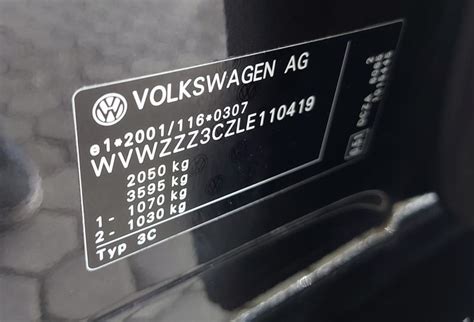 VOLKSWAGEN AG
e1*2001/116*0307
WVWZZZ3CZLE110419
2050 kg
3595 kg
1- 1070 kg
2- 1030 kg
Typ 3C